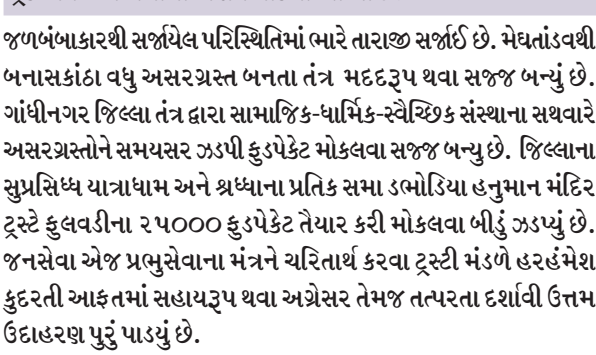 જળબંબાકારથી સર્જાયેલ પરિસ્થિતિમાં ભારે તારાજી સર્જાઈ છે. મેઘતાંડવથી
બનાસકાંઠા વધુ અસરગ્રસ્ત બનતા તંત્ર મદદરૂપ થવા સજ્જ બન્યું છે.
ગાંધીનગર જિલ્લા તંત્ર દ્વારા સામાજિક-ધાર્મિક-સ્વૈચ્છિક સંસ્થાના સથવારે
અસરગ્રસ્તોને સમયસર ઝડપી ફુડપેકેટ મોકલવા સજ્જ બન્યુ છે. જિલ્લાના
સુપ્રસિધ્ધ યાત્રાધામ અને શ્રધ્ધાના પ્રતિક સમા ડભોડિયા હનુમાન મંદિર
ટ્રસ્ટે ફુલવડીના ૨૫૦૦૦ ફુડપેકેટ તૈયાર કરી મોકલવા બીડું ઝડપ્યું છે.
જનસેવા એજ પ્રભુસેવાના મંત્રને ચરિતાર્થ કરવા ટ્રસ્ટી મંડળે હરહંમેશ
કુદરતી આફતમાં સહાયરૂપ થવા અગ્રેસર તેમજ તત્પરતા દર્શાવી ઉત્તમ
ઉદાહરણ પુરું પાડયું છે.